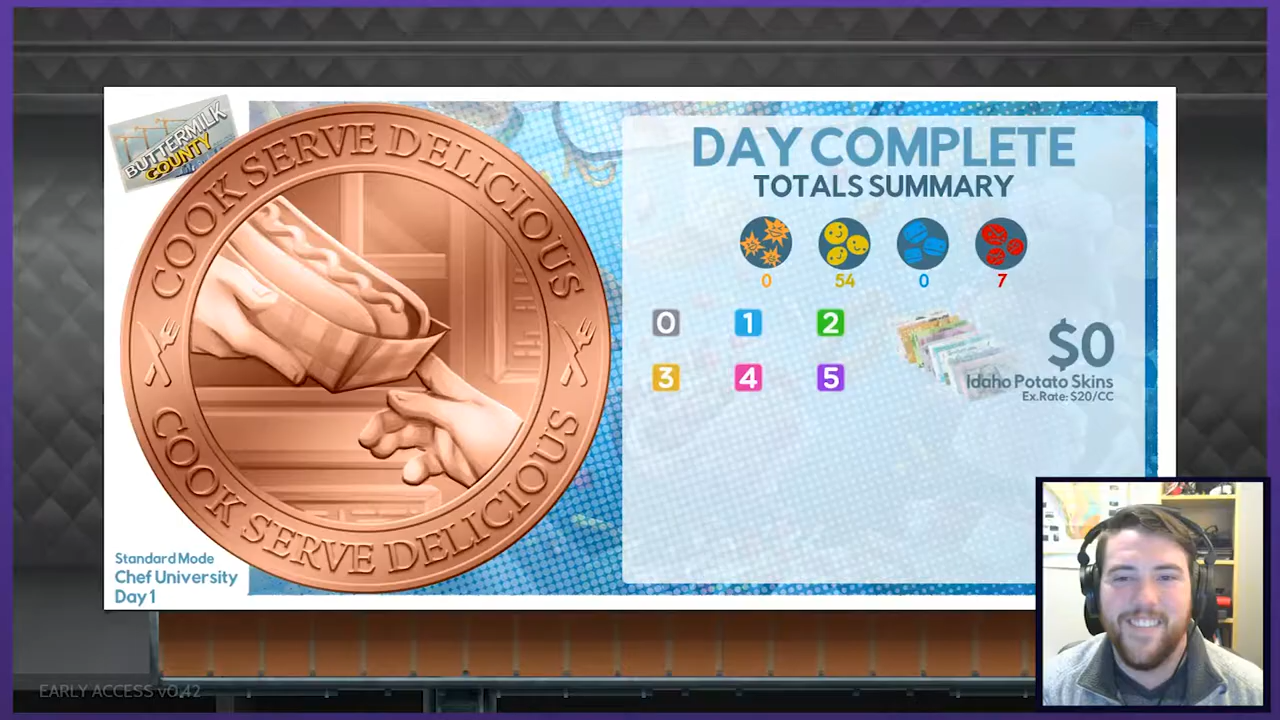 BUTTERMILK
COUNTY
COOK SERVE DELICIOUS
COOK SERVE DELICIOUS
Standard Mode
Chef University
Day 1
DAY COMPLETE
TOTALS SUMMARY
0 54 0 7
0 1 2
3 4 5
$0
Idaho Potato Skins
Ex.Rate: $20/CC
EARLY ACCESS v0.42